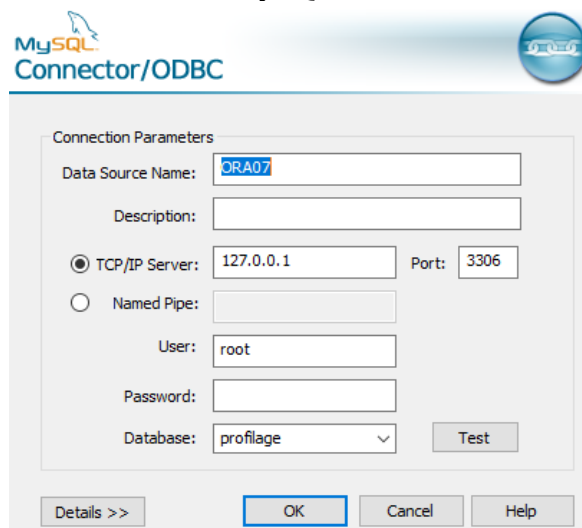 MySQL
Connector/ODBC
Connection Parameters
Data Source Name: ORA07
Description:
TCP/IP Server: 127.0.0.1 Port: 3306
Named Pipe:
User: root
Password:
Database: profilage Test
Details >> OK Cancel Help